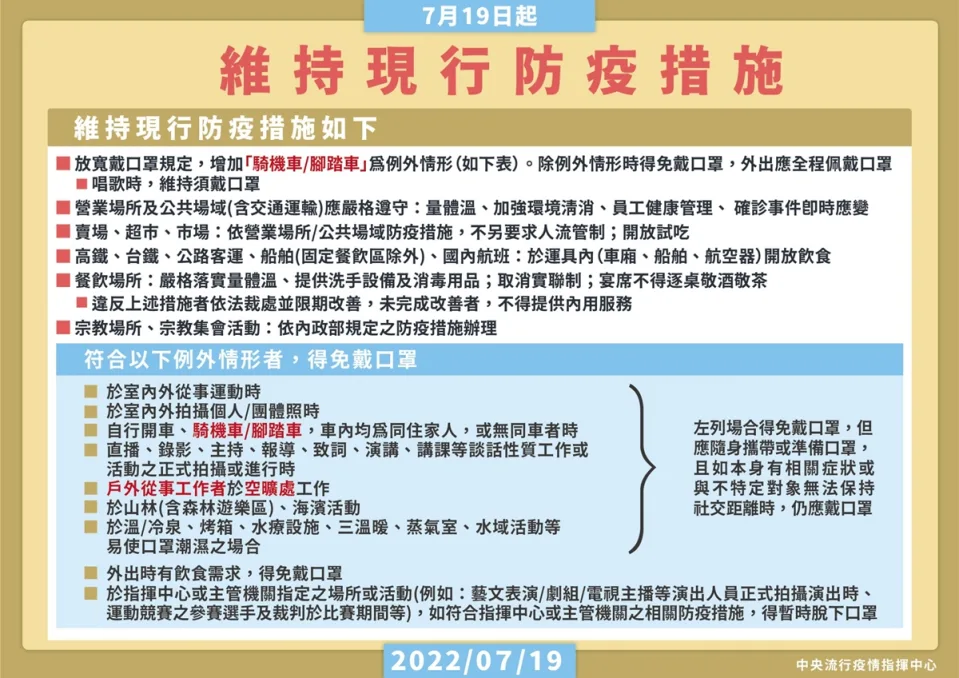 7月19日起
維持現行防疫措施
維持現行防疫措施如下
放寬戴口罩規定，增加「騎機車/腳踏車」為例外情形(如下表)。除例外情形時得免戴口罩，外出應全程佩戴口罩
唱歌時，維持須戴口罩
營業場所及公共場域(含交通運輸)應嚴格遵守：量體溫、加強環境清消、員工健康管理、 確診事件即時應變
賣場、超市、市場：依營業場所/公共場域防疫措施，不另要求人流管制；開放試吃
高鐵、台鐵、公路客運、船舶(固定餐飲區除外)、國內航班：於運具內(車廂、船舶、航空器)開放飲食
餐飲場所：嚴格落實量體溫、提供洗手設備及消毒用品；取消實聯制；宴席不得逐桌敬酒敬茶
違反上述措施者依法裁處並限期改善，未完成改善者，不得提供內用服務
宗教場所、宗教集會活動：依內政部規定之防疫措施辦理
符合以下例外情形者，得免戴口罩
於室內外從事運動時
於室內外拍攝個人/團體照時
自行開車、騎機車/腳踏車，車內均為同住家人，或無同車者時
直播、錄影、主持、報導、致詞、演講、講課等談話性質工作或
活動之正式拍攝或進行時
戶外從事工作者於空曠處工作
於山林(含森林遊樂區)、海濱活動
於溫/冷泉、烤箱、水療設施、三溫暖、蒸氣室、水域活動等
易使口罩潮濕之場合
左列場合得免戴口罩，但
應隨身攜帶或準備口罩，
且如本身有相關症狀或
與不特定對象無法保持
社交距離時，仍應戴口罩
外出時有飲食需求，得免戴口罩
於指揮中心或主管機關指定之場所或活動(例如：藝文表演/劇組/電視主播等演出人員正式拍攝演出時、
運動競賽之參賽選手及裁判於比賽期間等)，如符合指揮中心或主管機關之相關防疫措施，得暫時脫下口罩
2022/07/19
中央流行疫情指揮中心